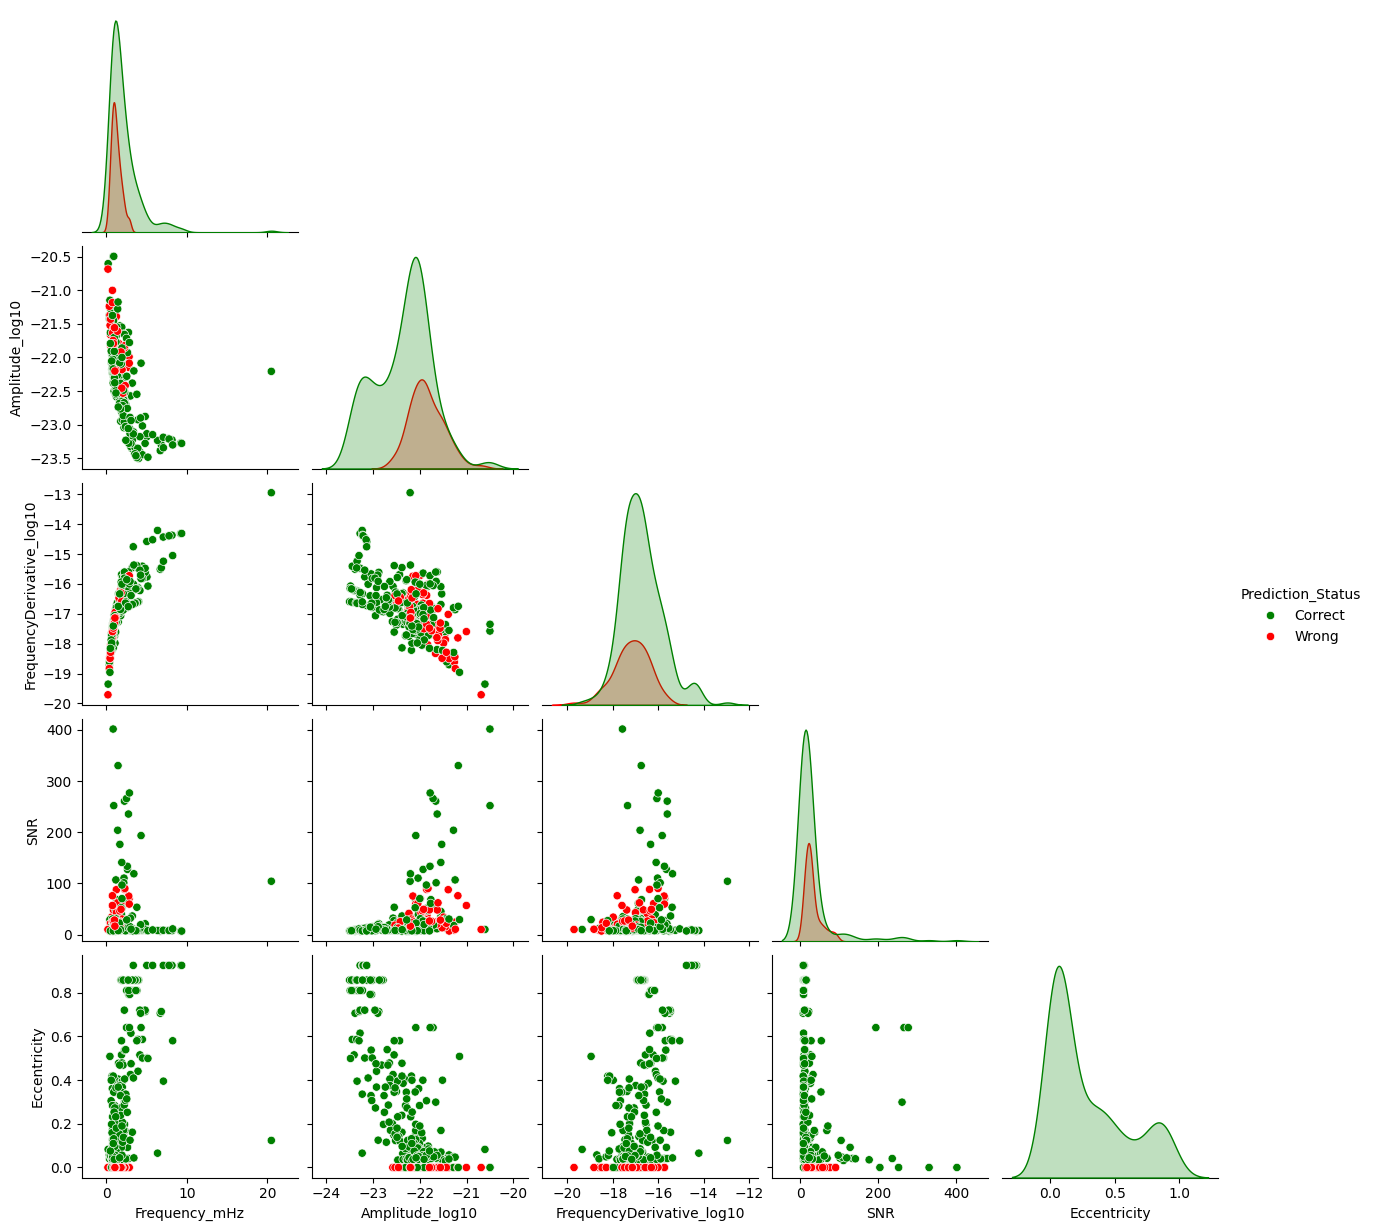 −20.5
−21.0
−21.5
−22.0
−22.5
−23.0
−23.5
Amplitude_log10
−13
−14
−15
−16
−17
−18
−19
−20
FrequencyDerivative_log10
Prediction_Status
Correct
Wrong
400
300
200
100
0
SNR
0.8
0.6
0.4
0.2
0.0
Eccentricity
0 10 20
Frequency_mHz
−24 −23 −22 −21 −20
Amplitude_log10
−20 −18 −16 −14 −12
FrequencyDerivative_log10
0 200 400
SNR
0.0 0.5 1.0
Eccentricity